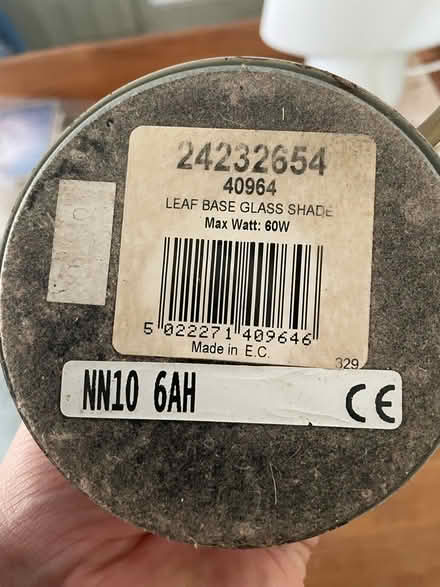 24232654
40964
LEAF BASE GLASS SHADE
Max Watt: 60W
5 022271 409646
Made in E.C.
329
NN10 6AH
CE